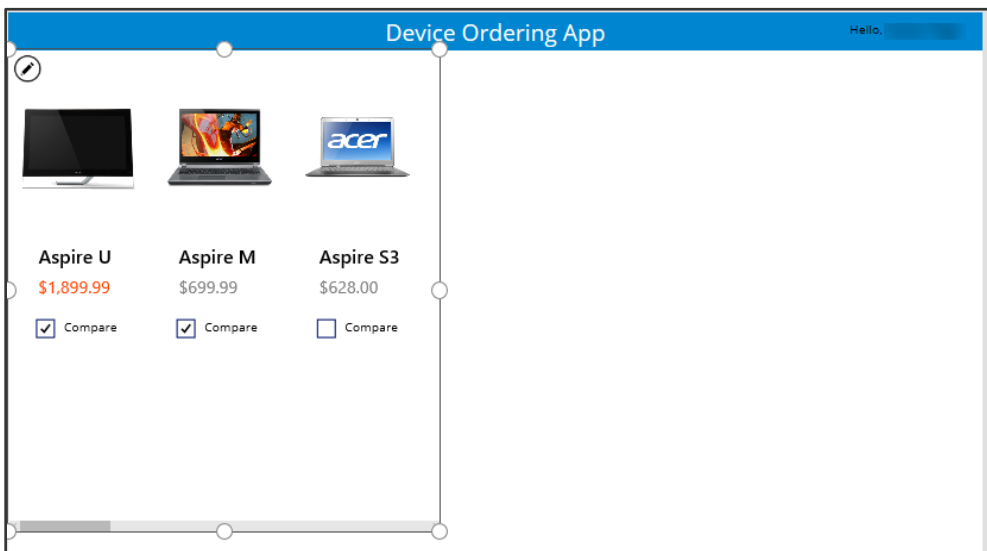 Device Ordering App
Hello,
acer
Aspire U
Aspire M
Aspire S3
$1,899.99
$699.99
$628.00
Compare
Compare
Compare